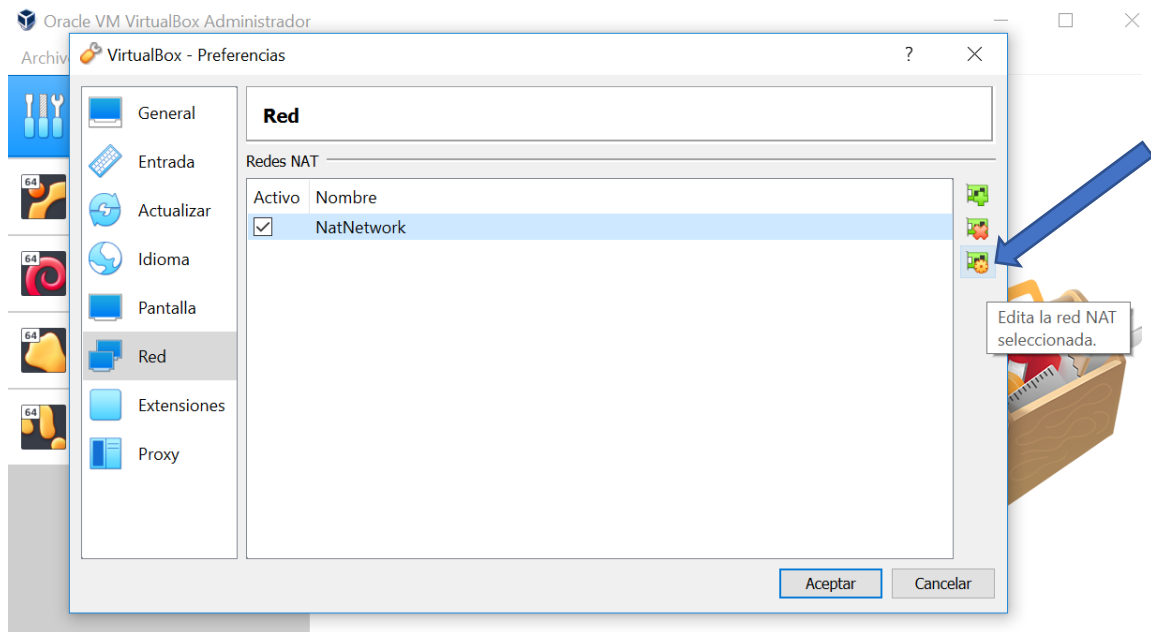 Oracle VM VirtualBox Administrador
Archiv
VirtualBox - Preferencias
?
General
Entrada
Actualizar
Idioma
Pantalla
Red
Extensiones
Proxy
Red
Redes NAT
Activo Nombre
NatNetwork
Edita la red NAT
seleccionada.
Aceptar Cancelar
64
64
64
64